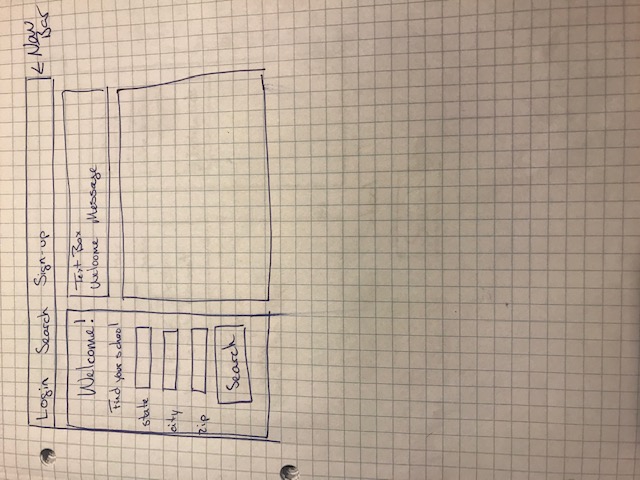 Login Search Sign-up
← Nav Bar
Welcome!
Find your school
state
city
zip
Search
Text Box
Welcome Message